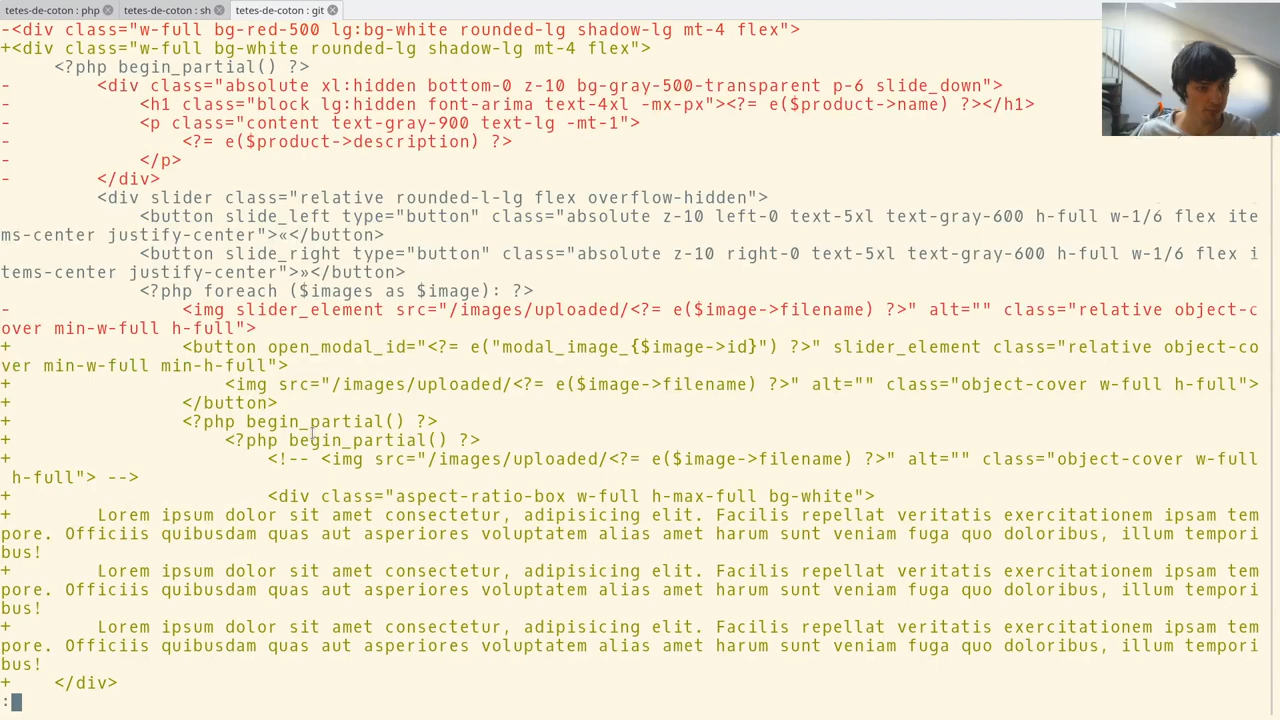 tetes-de-coton : php
tetes-de-coton : sh
tetes-de-coton : git
-<div class="w-full bg-red-500 lg:bg-white rounded-lg shadow-lg mt-4 flex">
+<div class="w-full bg-white rounded-lg shadow-lg mt-4 flex">
     <?php begin_partial() ?>
-        <div class="absolute xl:hidden bottom-0 z-10 bg-gray-500-transparent p-6 slide_down">
-            <h1 class="block lg:hidden font-arima text-4xl -mx-px"><?= e($product->name) ?></h1>
-            <p class="content text-gray-900 text-lg -mt-1">
-                <?= e($product->description) ?>
-            </p>
-        </div>
         <div slider class="relative rounded-l-lg flex overflow-hidden">
             <button slide_left type="button" class="absolute z-10 left-0 text-5xl text-gray-600 h-full w-1/6 flex ite
ms-center justify-center">«</button>
             <button slide_right type="button" class="absolute z-10 right-0 text-5xl text-gray-600 h-full w-1/6 flex i
tems-center justify-center">»</button>
             <?php foreach ($images as $image): ?>
-                <img slider_element src="/images/uploaded/<?= e($image->filename) ?>" alt="" class="relative object-c
over min-w-full h-full">
+                <button open_modal_id="<?= e("modal_image_{$image->id}") ?>" slider_element class="relative object-co
ver min-w-full min-h-full">
+                    <img src="/images/uploaded/<?= e($image->filename) ?>" alt="" class="object-cover w-full h-full">
+                </button>
+                <?php begin_partial() ?>
+                    <?php begin_partial() ?>
+                        <!-- <img src="/images/uploaded/<?= e($image->filename) ?>" alt="" class="object-cover w-full
 h-full"> -->
+                        <div class="aspect-ratio-box w-full h-max-full bg-white">
+        Lorem ipsum dolor sit amet consectetur, adipisicing elit. Facilis repellat veritatis exercitationem ipsam tem
pore. Officiis quibusdam quas aut asperiores voluptatem alias amet harum sunt veniam fuga quo doloribus, illum tempori
bus!
+        Lorem ipsum dolor sit amet consectetur, adipisicing elit. Facilis repellat veritatis exercitationem ipsam tem
pore. Officiis quibusdam quas aut asperiores voluptatem alias amet harum sunt veniam fuga quo doloribus, illum tempori
bus!
+        Lorem ipsum dolor sit amet consectetur, adipisicing elit. Facilis repellat veritatis exercitationem ipsam tem
pore. Officiis quibusdam quas aut asperiores voluptatem alias amet harum sunt veniam fuga quo doloribus, illum tempori
bus!
+    </div>
: